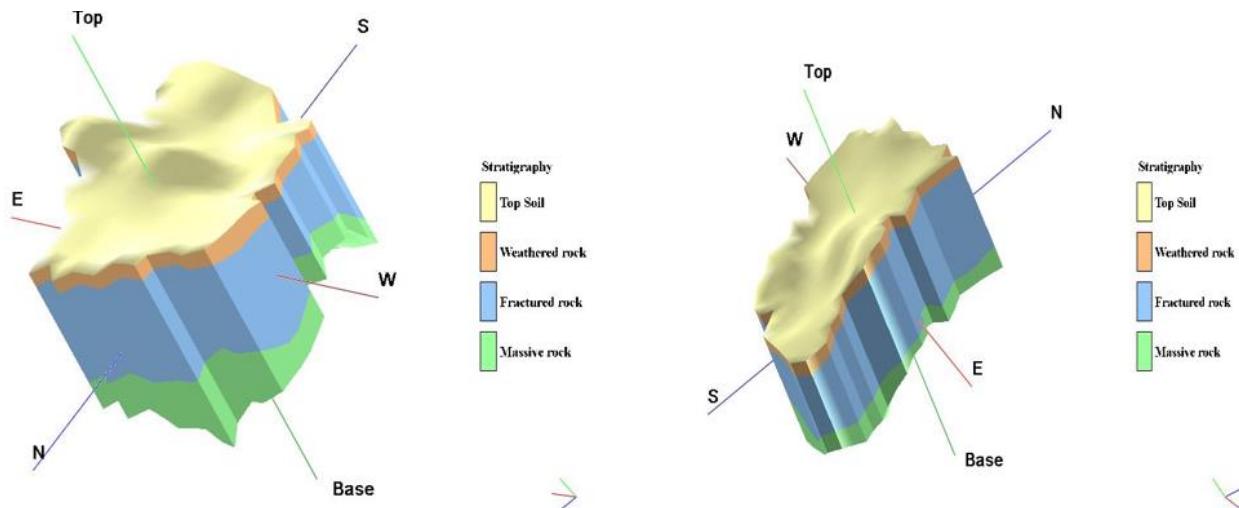 Top
S
E
W
N
Base
Stratigraphy
Top Soil
Weathered rock
Fractured rock
Massive rock
Top
N
W
S
E
Base
Stratigraphy
Top Soil
Weathered rock
Fractured rock
Massive rock